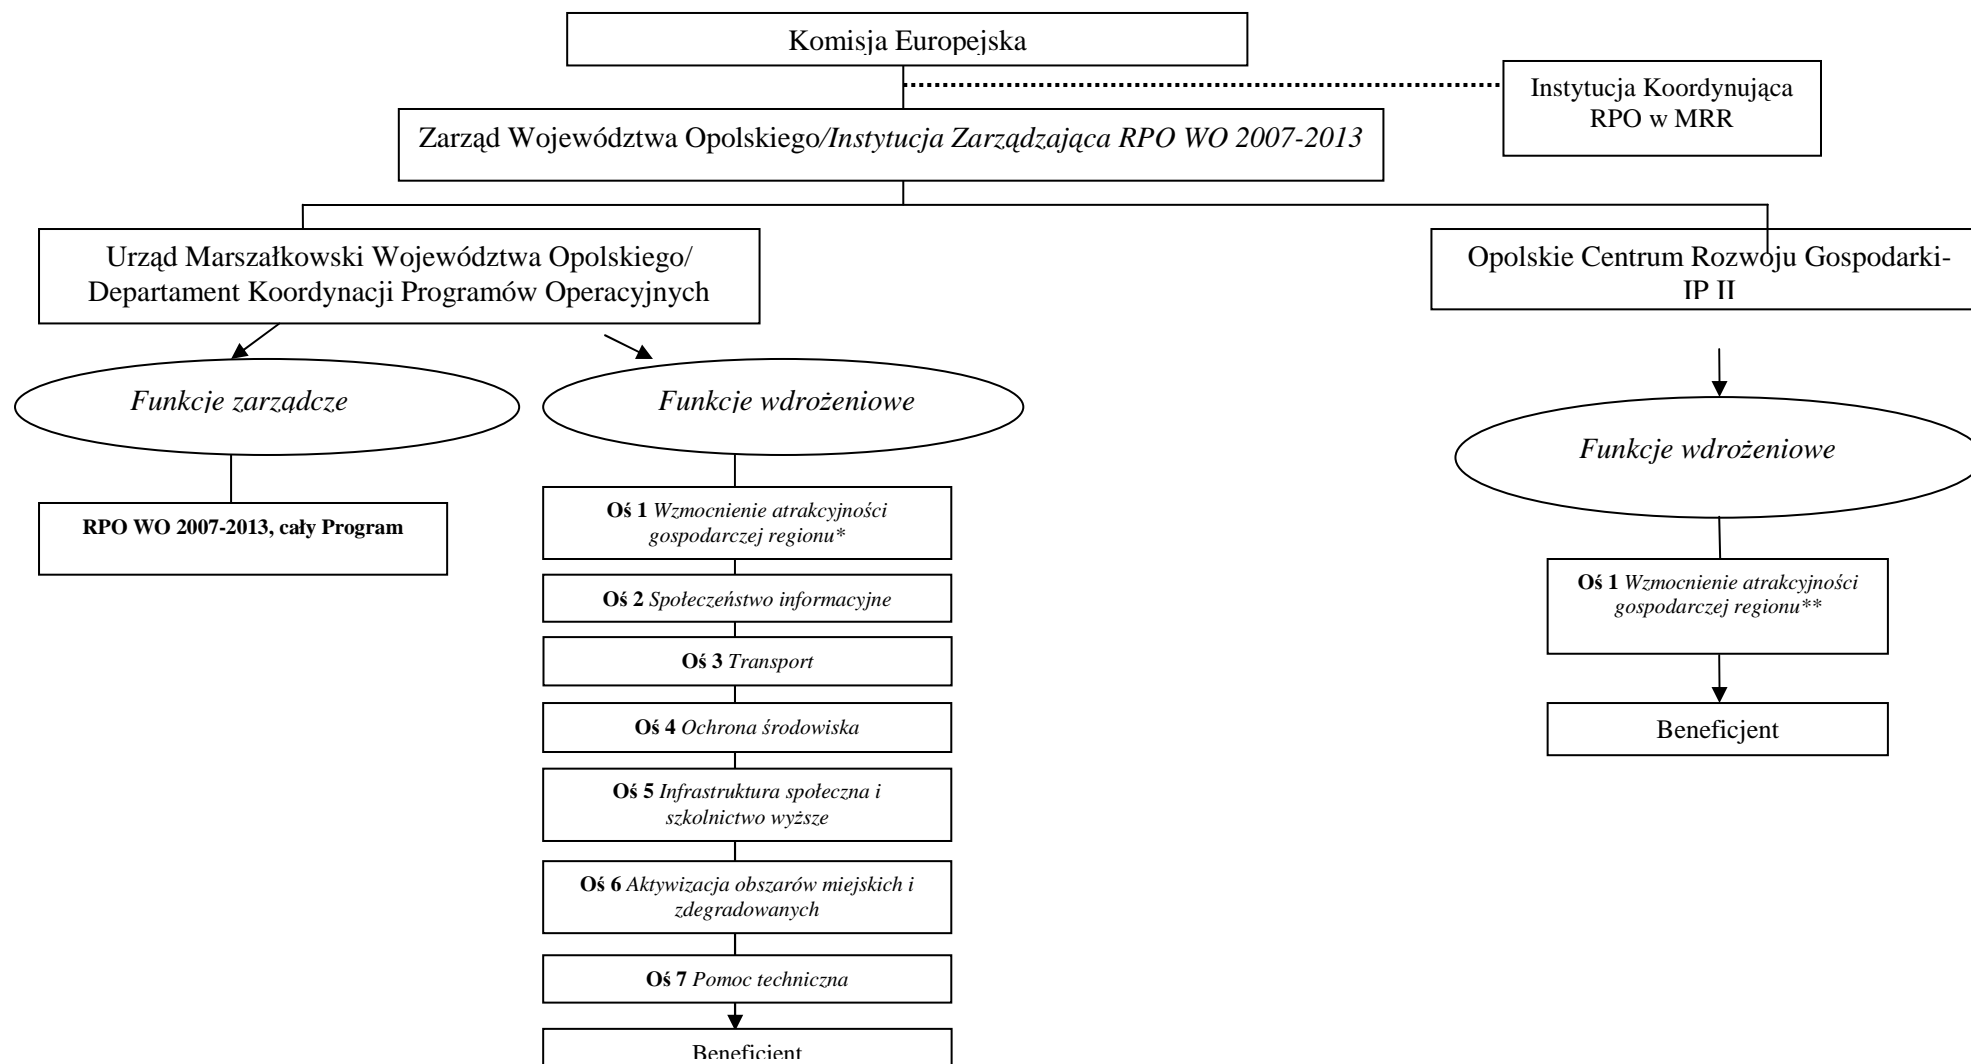 Komisja Europejska
Instytucja Koordynująca
RPO w MRR
Zarząd Województwa Opolskiego/Instytucja Zarządzająca RPO WO 2007-2013
Urząd Marszałkowski Województwa Opolskiego/
Departament Koordynacji Programów Operacyjnych
Opolskie Centrum Rozwoju Gospodarki-
IP II
Funkcje zarządcze
Funkcje wdrożeniowe
Funkcje wdrożeniowe
RPO WO 2007-2013, cały Program
Oś 1 Wzmocnienie atrakcyjności
gospodarczej regionu*
Oś 2 Społeczeństwo informacyjne
Oś 3 Transport
Oś 4 Ochrona środowiska
Oś 5 Infrastruktura społeczna i
szkolnictwo wyższe
Oś 6 Aktywizacja obszarów miejskich i
zdegradowanych
Oś 7 Pomoc techniczna
Beneficjent
Oś 1 Wzmocnienie atrakcyjności
gospodarczej regionu**
Beneficjent